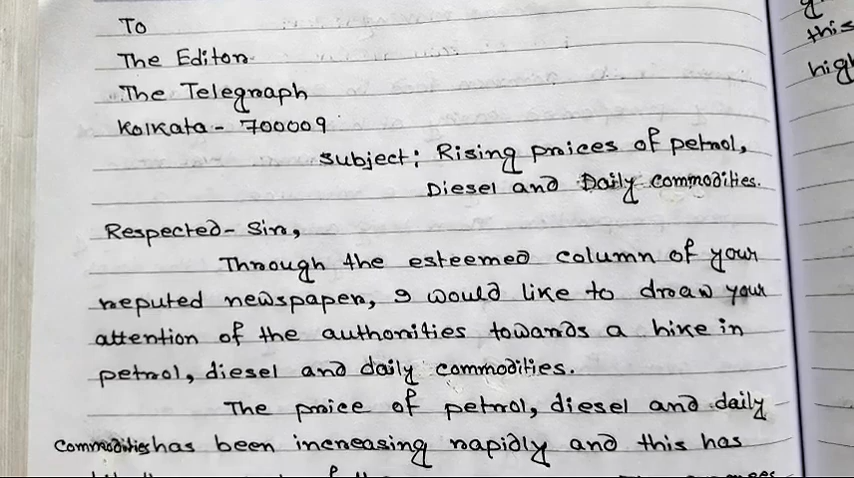 To
The Editor
The Telegraph
Kolkata - 700009
Subject: Rising prices of petrol,
Diesel and Daily commodities.
Respected - Sir,
Through the esteemed column of your
reputed newspaper, I would like to draw your
attention of the authorities towards a hike in
petrol, diesel and daily commodities.
The price of petrol, diesel and daily
commodities has been increasing rapidly and this has
this
high